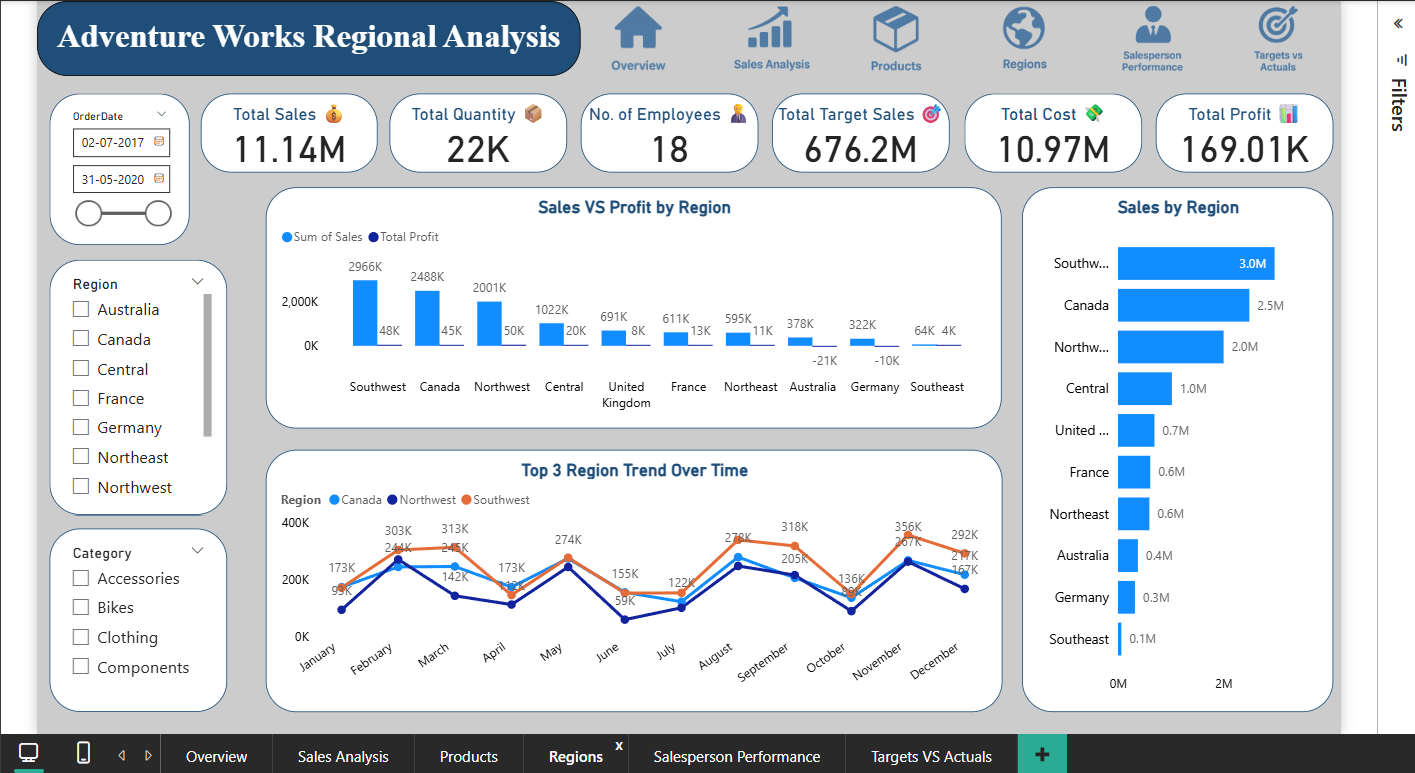 Adventure Works Regional Analysis
Overview
Sales Analysis
Products
Regions
Salesperson
Performance
Targets vs
Actuals
«
Filters
OrderDate
02-07-2017
31-05-2020
Total Sales 💰
11.14M
Total Quantity 📦
22K
No. of Employees 👨‍💼
18
Total Target Sales 🎯
676.2M
Total Cost 💸
10.97M
Total Profit 📊
169.01K
Region
Australia
Canada
Central
France
Germany
Northeast
Northwest
Category
Accessories
Bikes
Clothing
Components
Sales VS Profit by Region
Sum of Sales Total Profit
2,000K
0K
2966K 48K
2488K 45K
2001K 50K
1022K 20K
691K 8K
611K 13K
595K 11K
378K -21K
322K -10K
64K 4K
Southwest Canada Northwest Central United Kingdom France Northeast Australia Germany Southeast
Top 3 Region Trend Over Time
Region Canada Northwest Southwest
400K
200K
0K
173K
303K
244K
313K
245K
142K
173K
274K
155K
59K
122K
318K
205K
136K
356K
267K
292K
217K
167K
January February March April May June July August September October November December
Sales by Region
Southw... 3.0M
Canada 2.5M
Northw... 2.0M
Central 1.0M
United ... 0.7M
France 0.6M
Northeast 0.6M
Australia 0.4M
Germany 0.3M
Southeast 0.1M
0M 2M
Overview
Sales Analysis
Products
Regions
x
Salesperson Performance
Targets VS Actuals
+